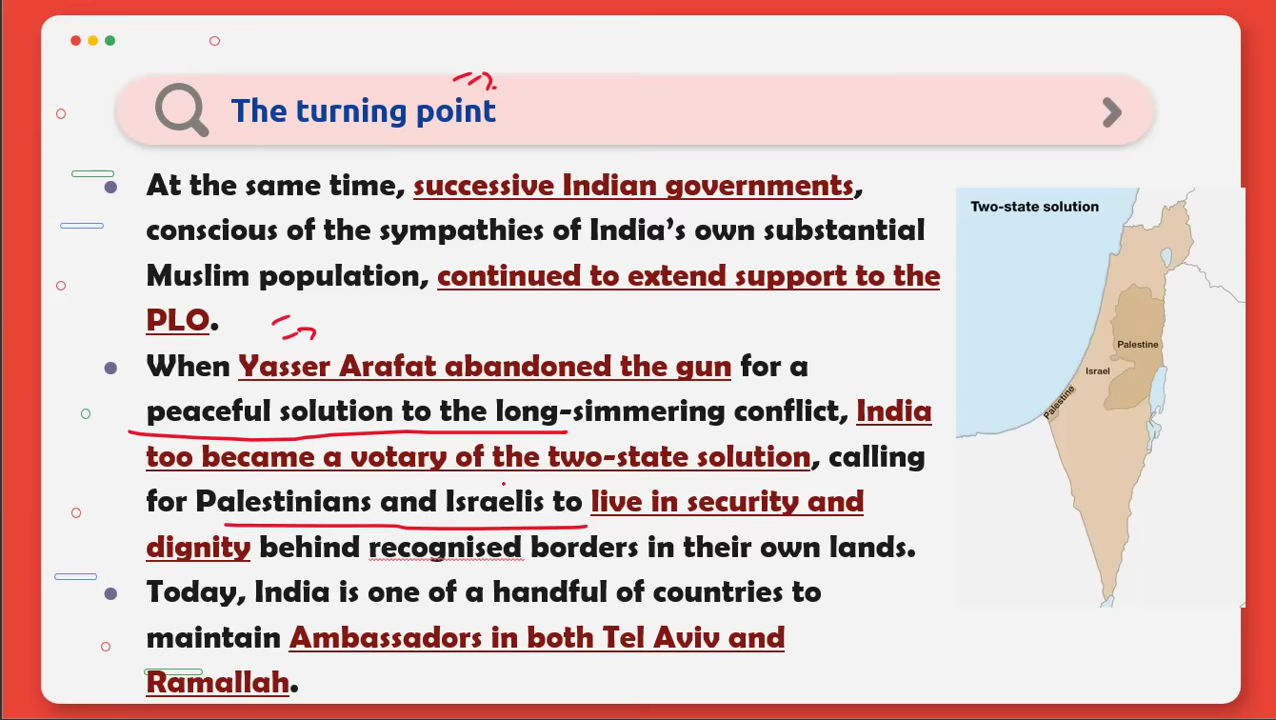 The turning point
At the same time, successive Indian governments,
conscious of the sympathies of India's own substantial
Muslim population, continued to extend support to the
PLO.
When Yasser Arafat abandoned the gun for a
peaceful solution to the long-simmering conflict, India
too became a votary of the two-state solution, calling
for Palestinians and Israelis to live in security and
dignity behind recognised borders in their own lands.
Today, India is one of a handful of countries to
maintain Ambassadors in both Tel Aviv and
Ramallah.
Two-state solution
Palestine
Israel
Palestine